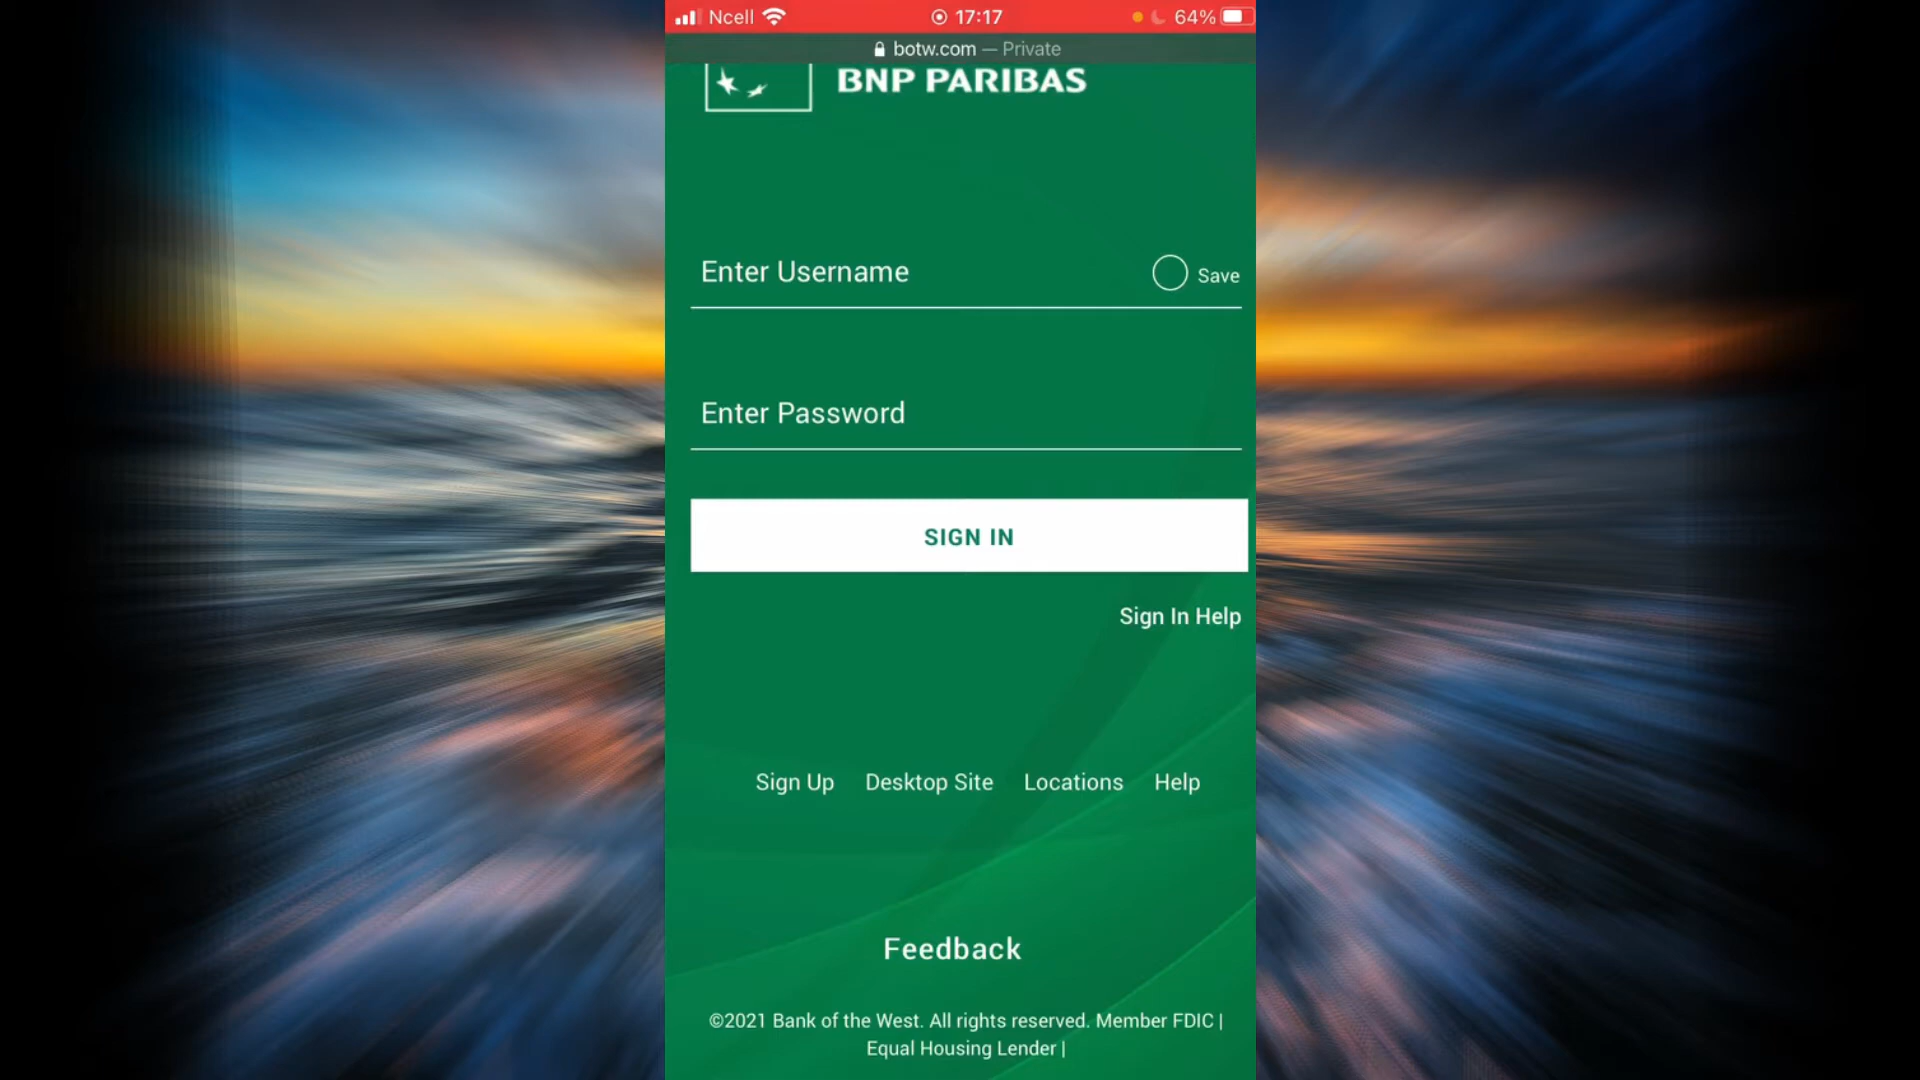 Ncell 17:17 64%
botw.com — Private
BNP PARIBAS
Enter Username Save
Enter Password
SIGN IN
Sign In Help
Sign Up Desktop Site Locations Help
Feedback
©2021 Bank of the West. All rights reserved. Member FDIC |
Equal Housing Lender |